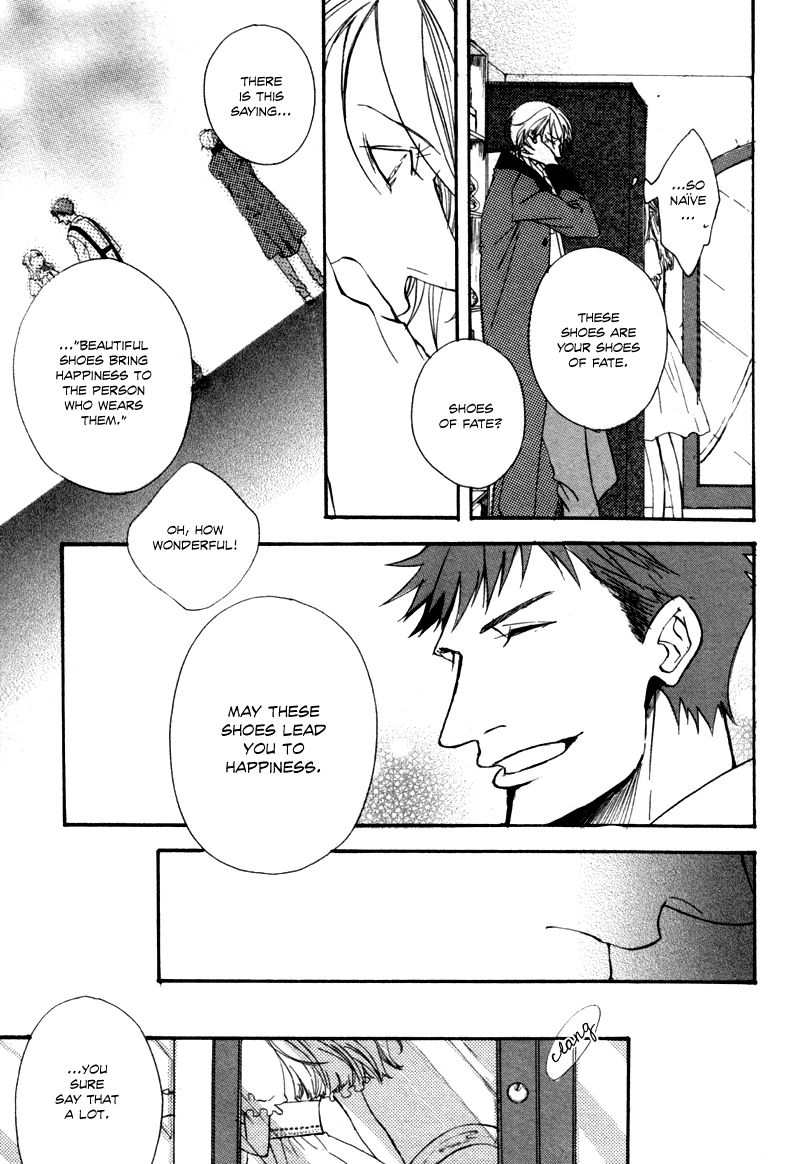 ...SO
NAÏVE
...
THESE
SHOES ARE
YOUR SHOES
OF FATE.
SHOES
OF FATE?
THERE
IS THIS
SAYING...
..."BEAUTIFUL
SHOES BRING
HAPPINESS TO
THE PERSON
WHO WEARS
THEM."
OH, HOW
WONDERFUL!
MAY THESE
SHOES LEAD
YOU TO
HAPPINESS.
clang
...YOU
SURE
SAY THAT
A LOT.